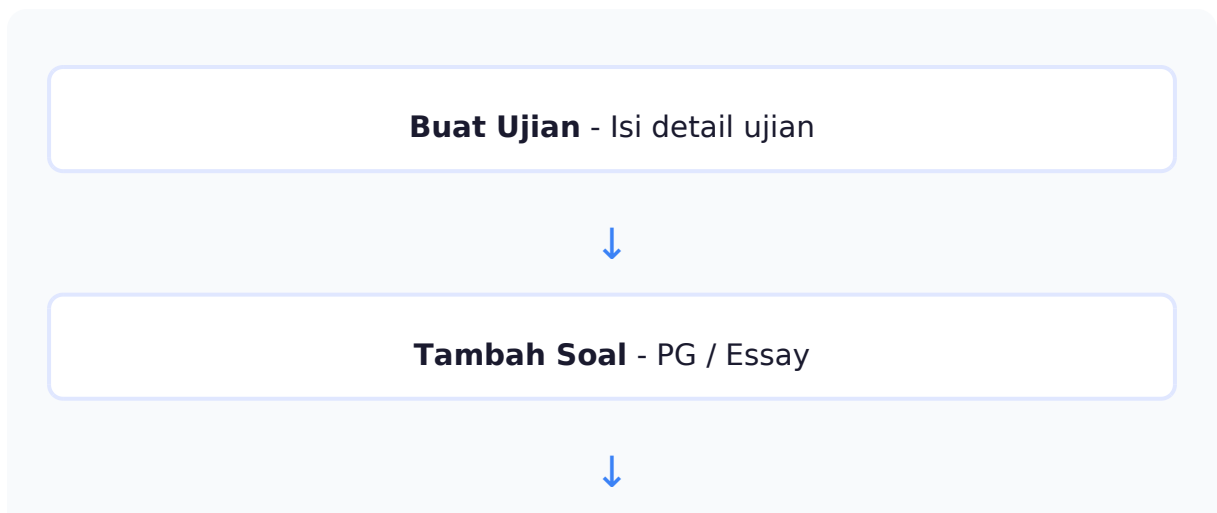 Buat Ujian - Isi detail ujian
↓
Tambah Soal - PG / Essay
↓